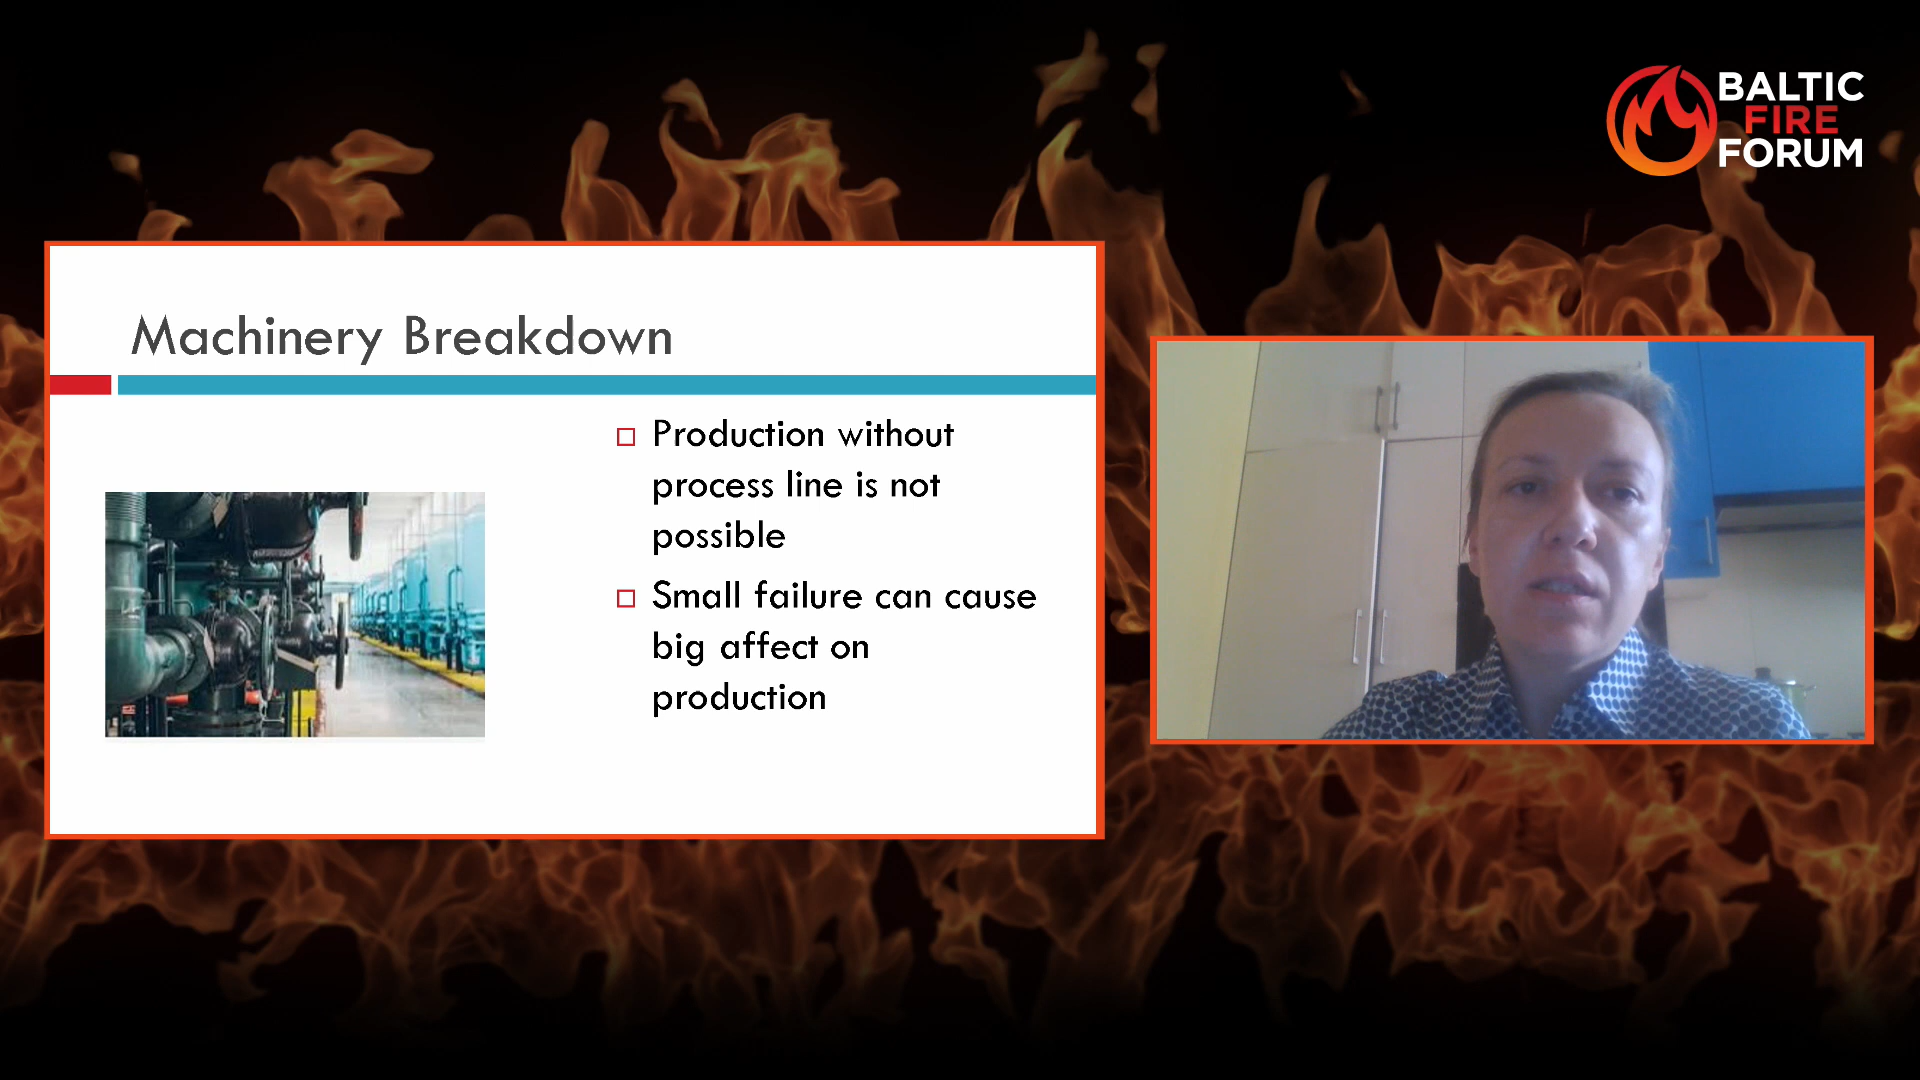 BALTIC
FIRE
FORUM
Machinery Breakdown
Production without
process line is not
possible
Small failure can cause
big affect on
production